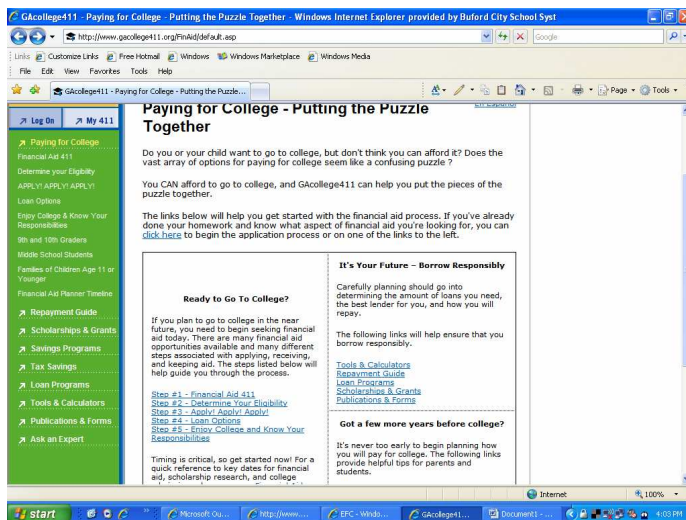 GAcollege411 - Paying for College - Putting the Puzzle Together - Windows Internet Explorer provided by Buford City School Syst
http://www.gacollege411.org/FinAid/default.asp
Google
Links Customize Links Free Hotmail Windows Windows Marketplace Windows Media
File Edit View Favorites Tools Help
GAcollege411 - Paying for College - Putting the Puzzle...
Page Tools
Log On
My 411
Paying for College
Financial Aid 411
Determine your Eligibility
APPLY! APPLY! APPLY!
Loan Options
Enjoy College & Know Your
Responsibilities
9th and 10th Graders
Middle School Students
Families of Children Age 11 or
Younger
Financial Aid Planner Timeline
Repayment Guide
Scholarships & Grants
Savings Programs
Tax Savings
Loan Programs
Tools & Calculators
Publications & Forms
Ask an Expert
En Español
Paying for College - Putting the Puzzle
Together
Do you or your child want to go to college, but don't think you can afford it? Does the
vast array of options for paying for college seem like a confusing puzzle ?
You CAN afford to go to college, and GAcollege411 can help you put the pieces of the
puzzle together.
The links below will help you get started with the financial aid process. If you've already
done your homework and know what aspect of financial aid you're looking for, you can
click here to begin the application process or on one of the links to the left.
Ready to Go To College?
If you plan to go to college in the near
future, you need to begin seeking financial
aid today. There are many financial aid
opportunities available and many different
steps associated with applying, receiving,
and keeping aid. The steps listed below will
help guide you through the process.
Step #1 - Financial Aid 411
Step #2 - Determine Your Eligibility
Step #3 - Apply! Apply! Apply!
Step #4 - Loan Options
Step #5 - Enjoy College and Know Your
Responsibilities
Timing is critical, so get started now! For a
quick reference to key dates for financial
aid, scholarship research, and college
It's Your Future – Borrow Responsibly
Carefully planning should go into
determining the amount of loans you need,
the best lender for you, and how you will
repay.
The following links will help ensure that you
borrow responsibly.
Tools & Calculators
Repayment Guide
Loan Programs
Scholarships & Grants
Publications & Forms
Got a few more years before college?
It's never too early to begin planning how
you will pay for college. The following links
provide helpful tips for parents and
students.
Internet
100%
start
Microsoft Ou...
http://www....
EFC - Windo...
GAcollege41...
Document1 - ...
4:03 PM